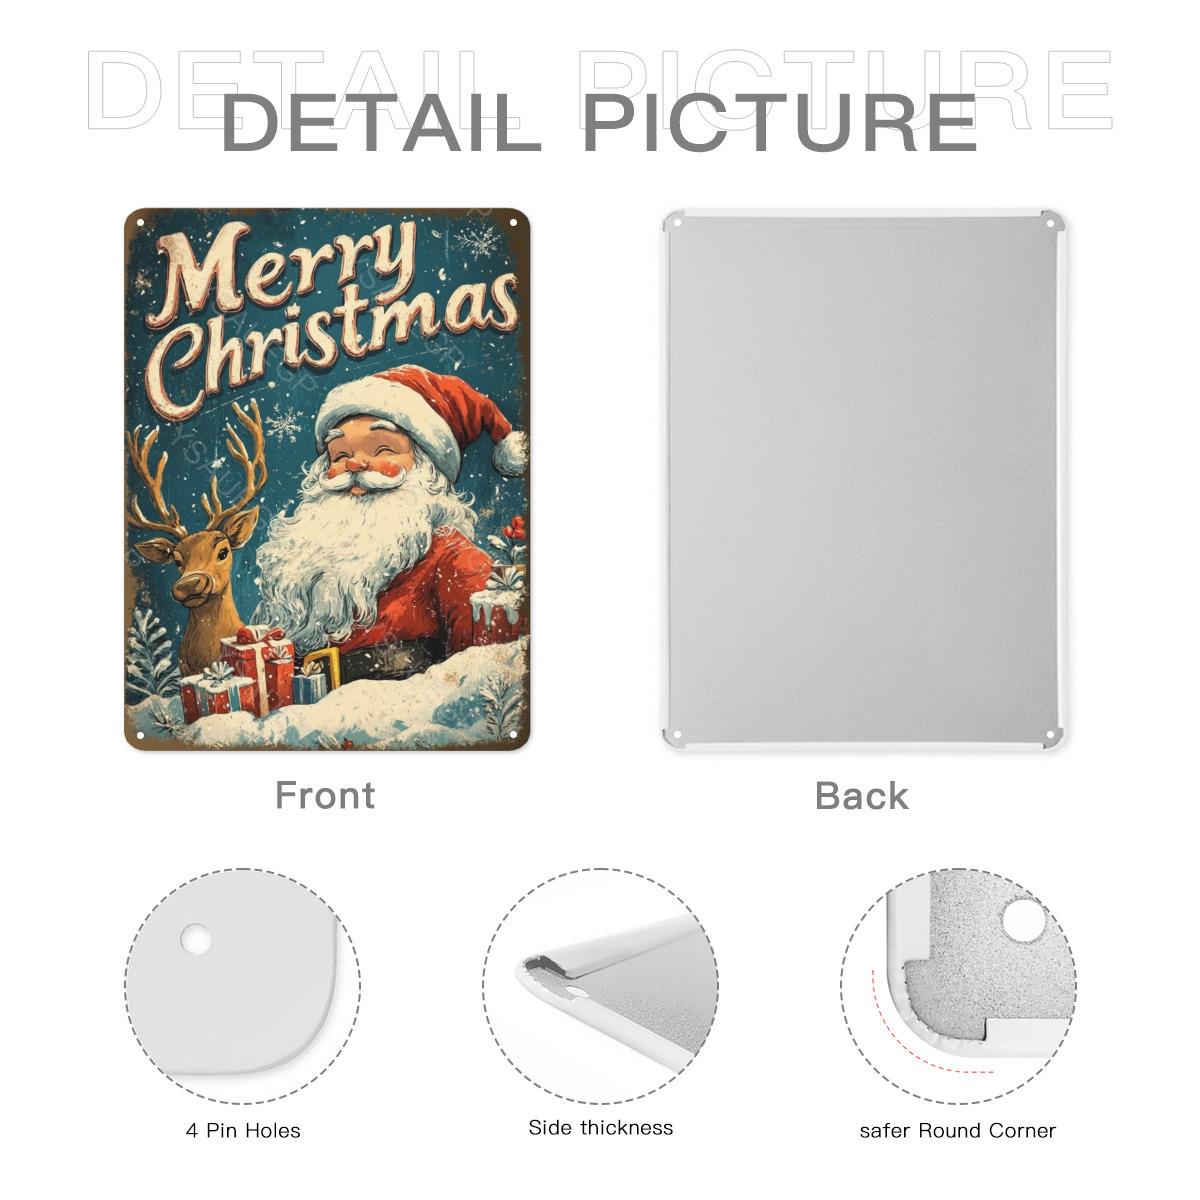 DETAIL PICTURE
DETAIL PICTURE
Merry
Christmas
Front
Back
4 Pin Holes
Side thickness
safer Round Corner